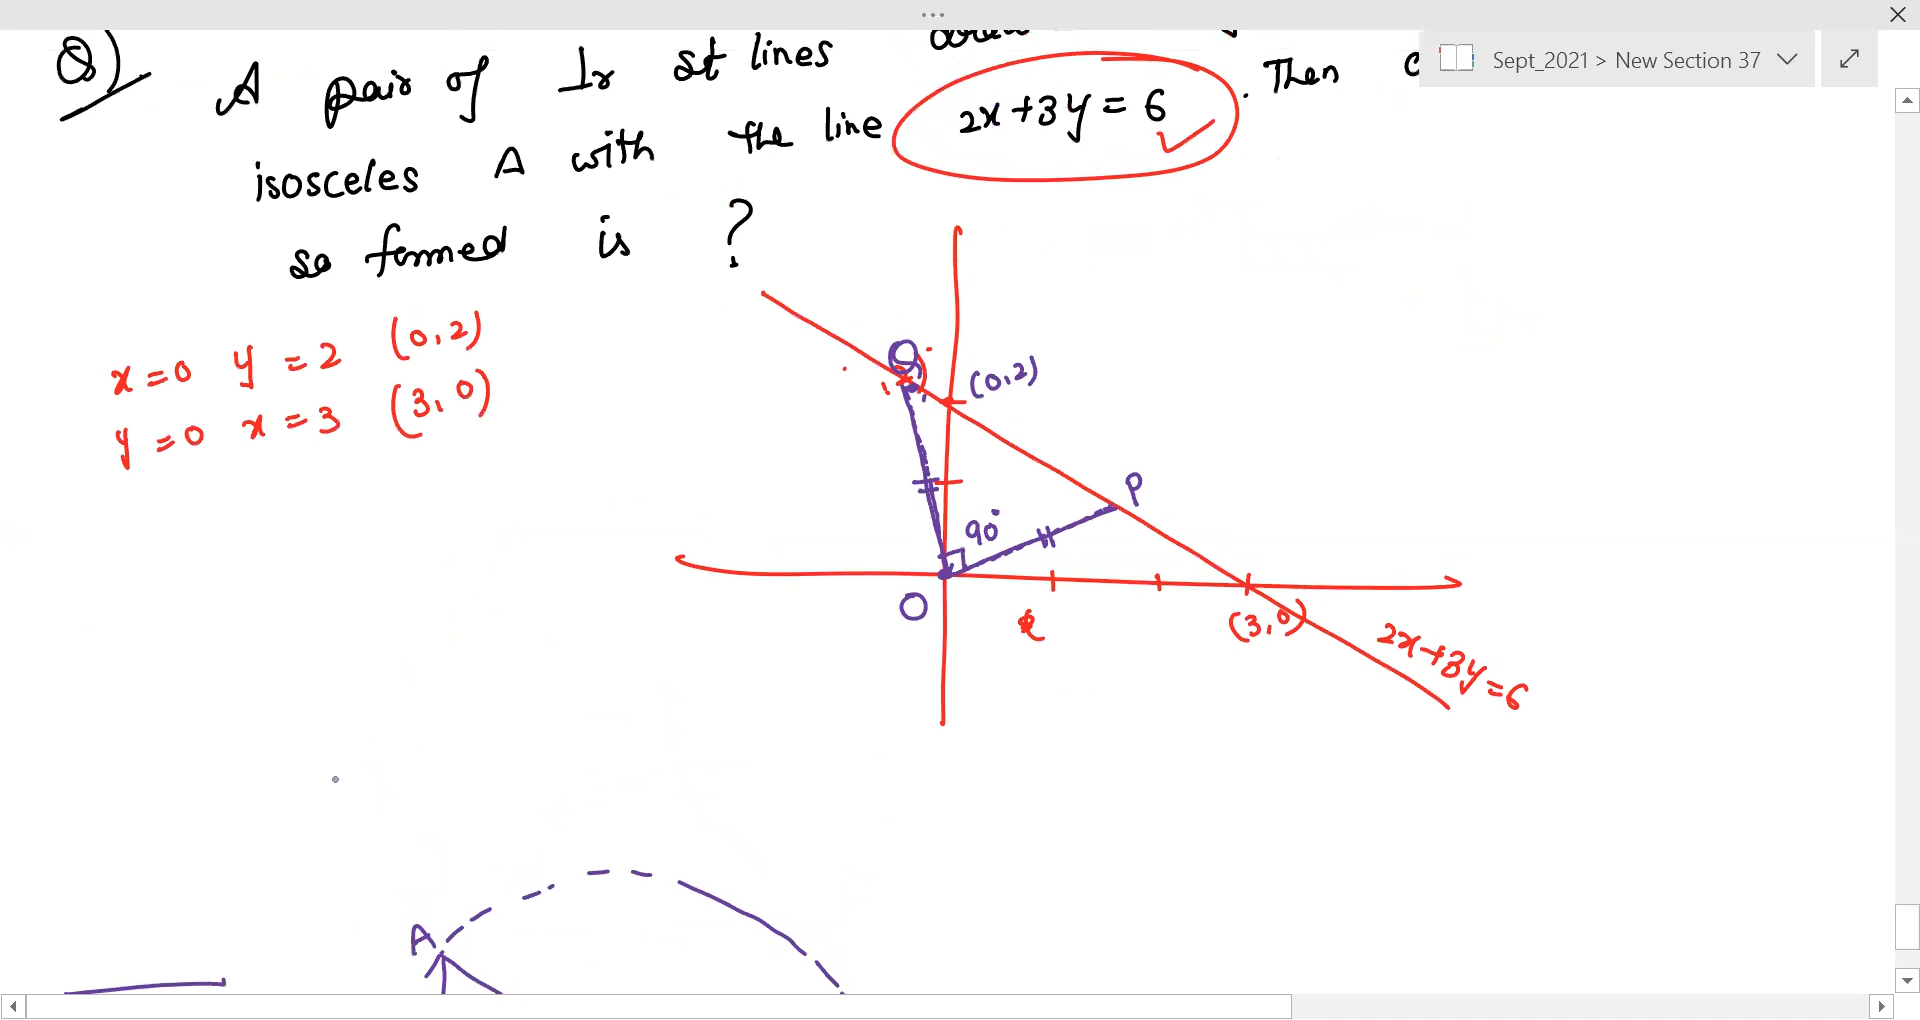 Q)
A pair of ⊥r st lines
isosceles Δ with the line 2x+3y=6. Then
so formed is ?
Sept_2021 > New Section 37
x=0 y=2 (0,2)
y=0 x=3 (3,0)
Q
(0,2)
P
90°
O
(3,0)
2x+3y=6
A